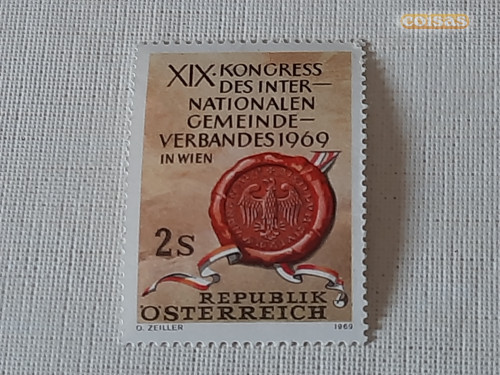 coisas
XIX. KONGRESS
DES INTER—
NATIONALEN
GEMEINDE—
VERBANDES 1969
IN WIEN
2S
REPUBLIK
ÖSTERREICH
O. ZEILLER 1969